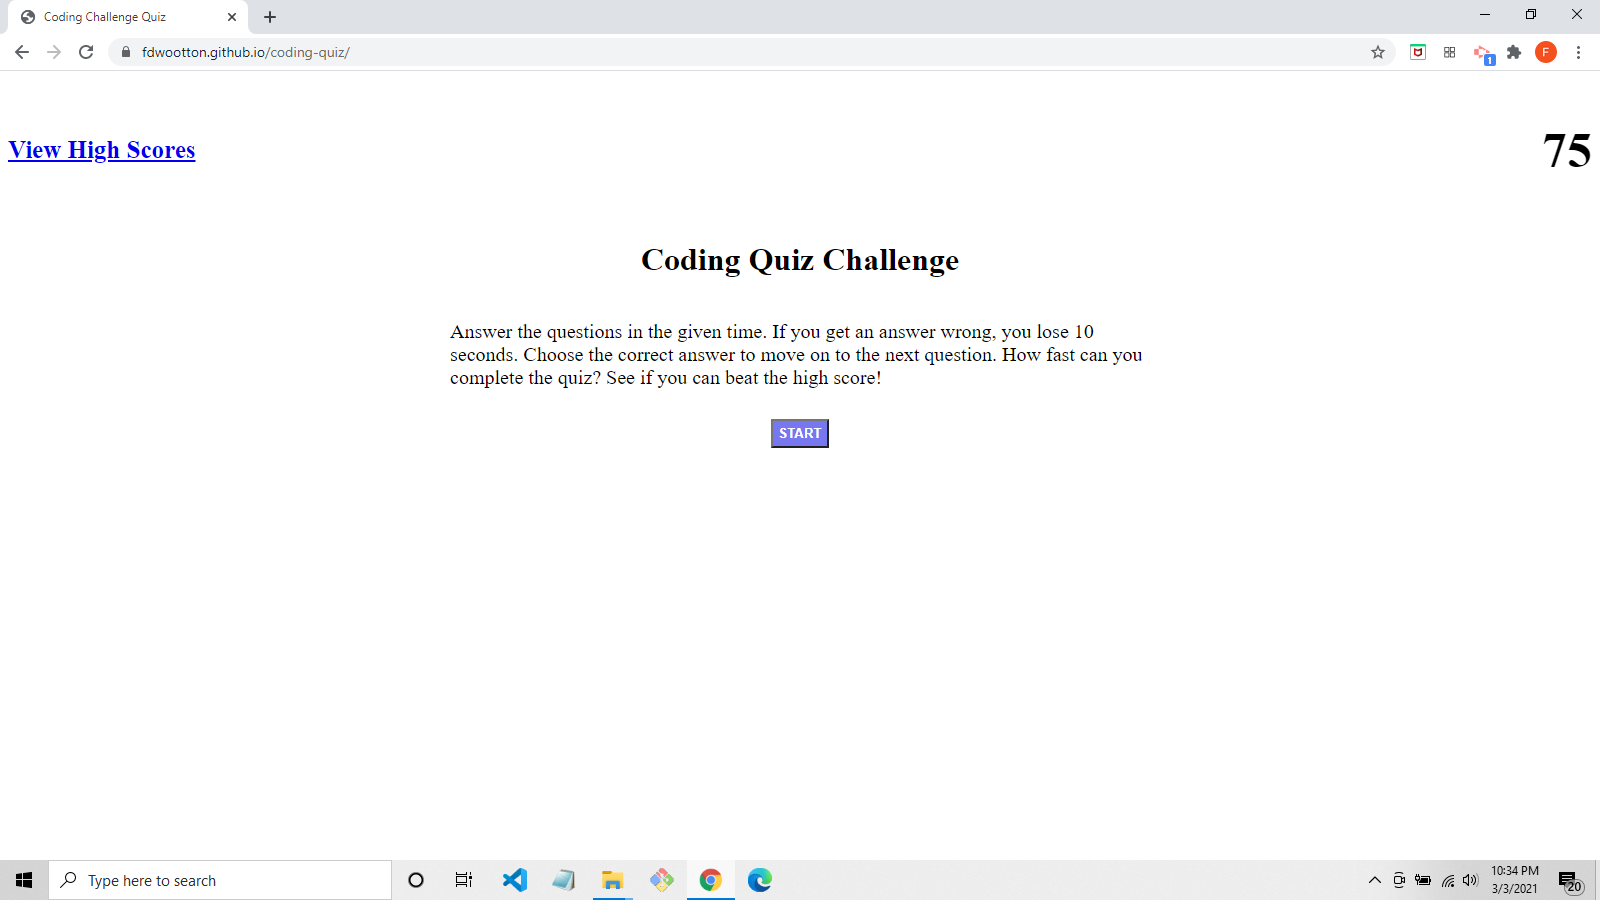 Coding Challenge Quiz
fdwootton.github.io/coding-quiz/
F
1
View High Scores
75
Coding Quiz Challenge
Answer the questions in the given time. If you get an answer wrong, you lose 10
seconds. Choose the correct answer to move on to the next question. How fast can you
complete the quiz? See if you can beat the high score!
START
Type here to search
10:34 PM
3/3/2021
20